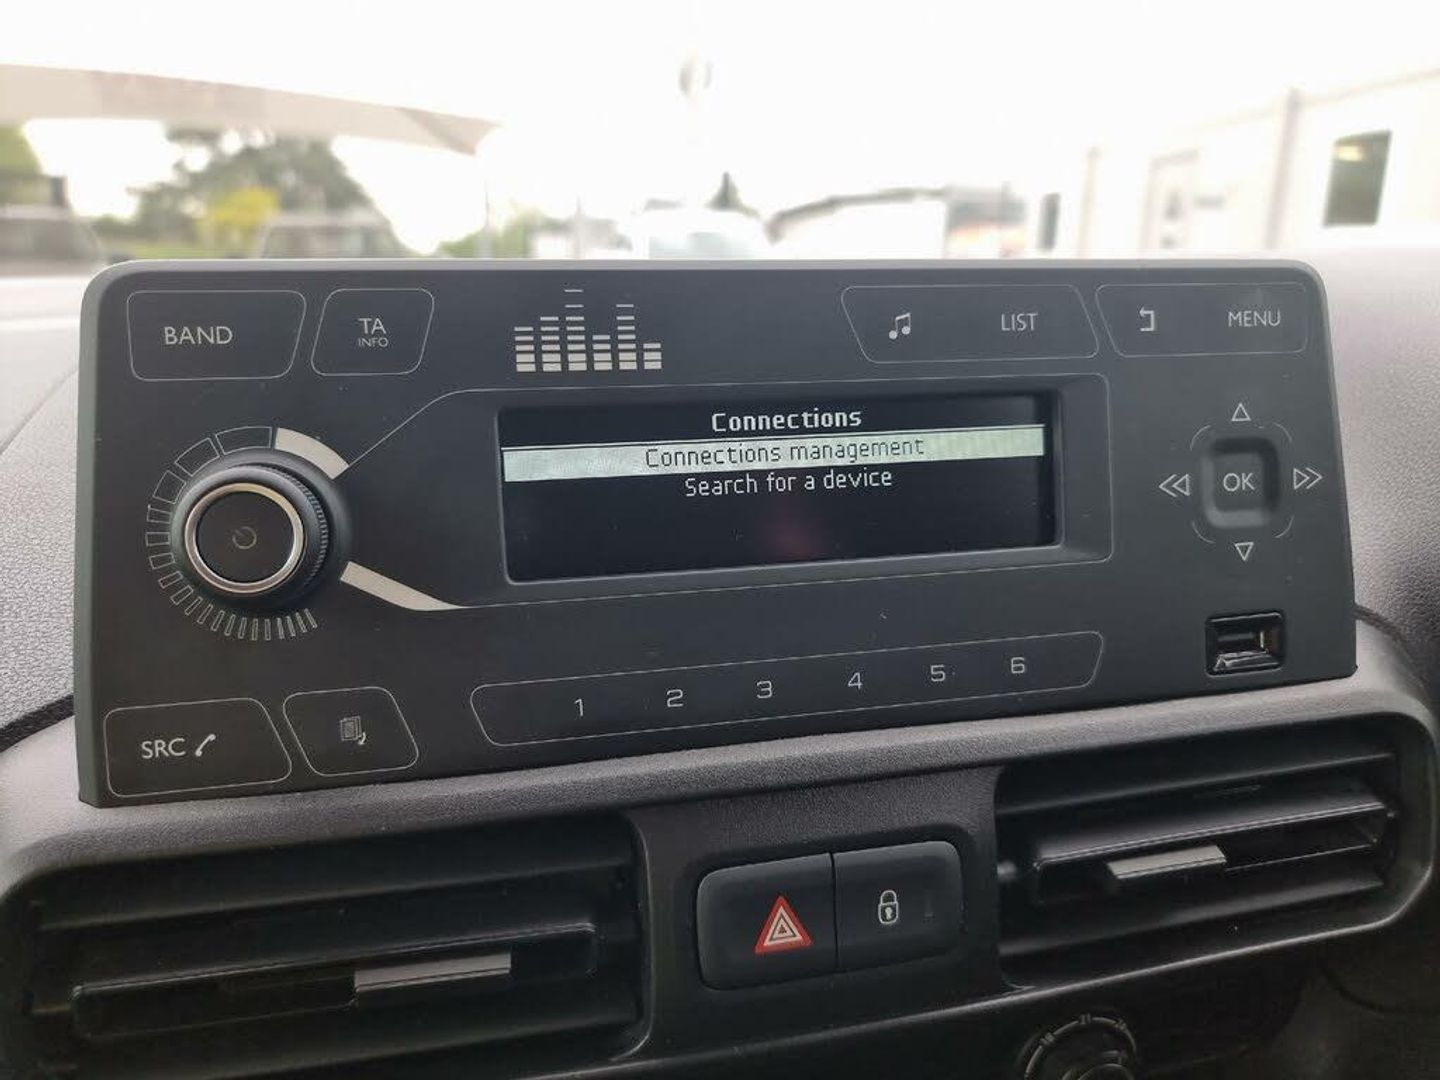 BAND
TA
INFO
LIST
MENU
Connections
Connections management
Search for a device
OK
SRC
1 2 3 4 5 6